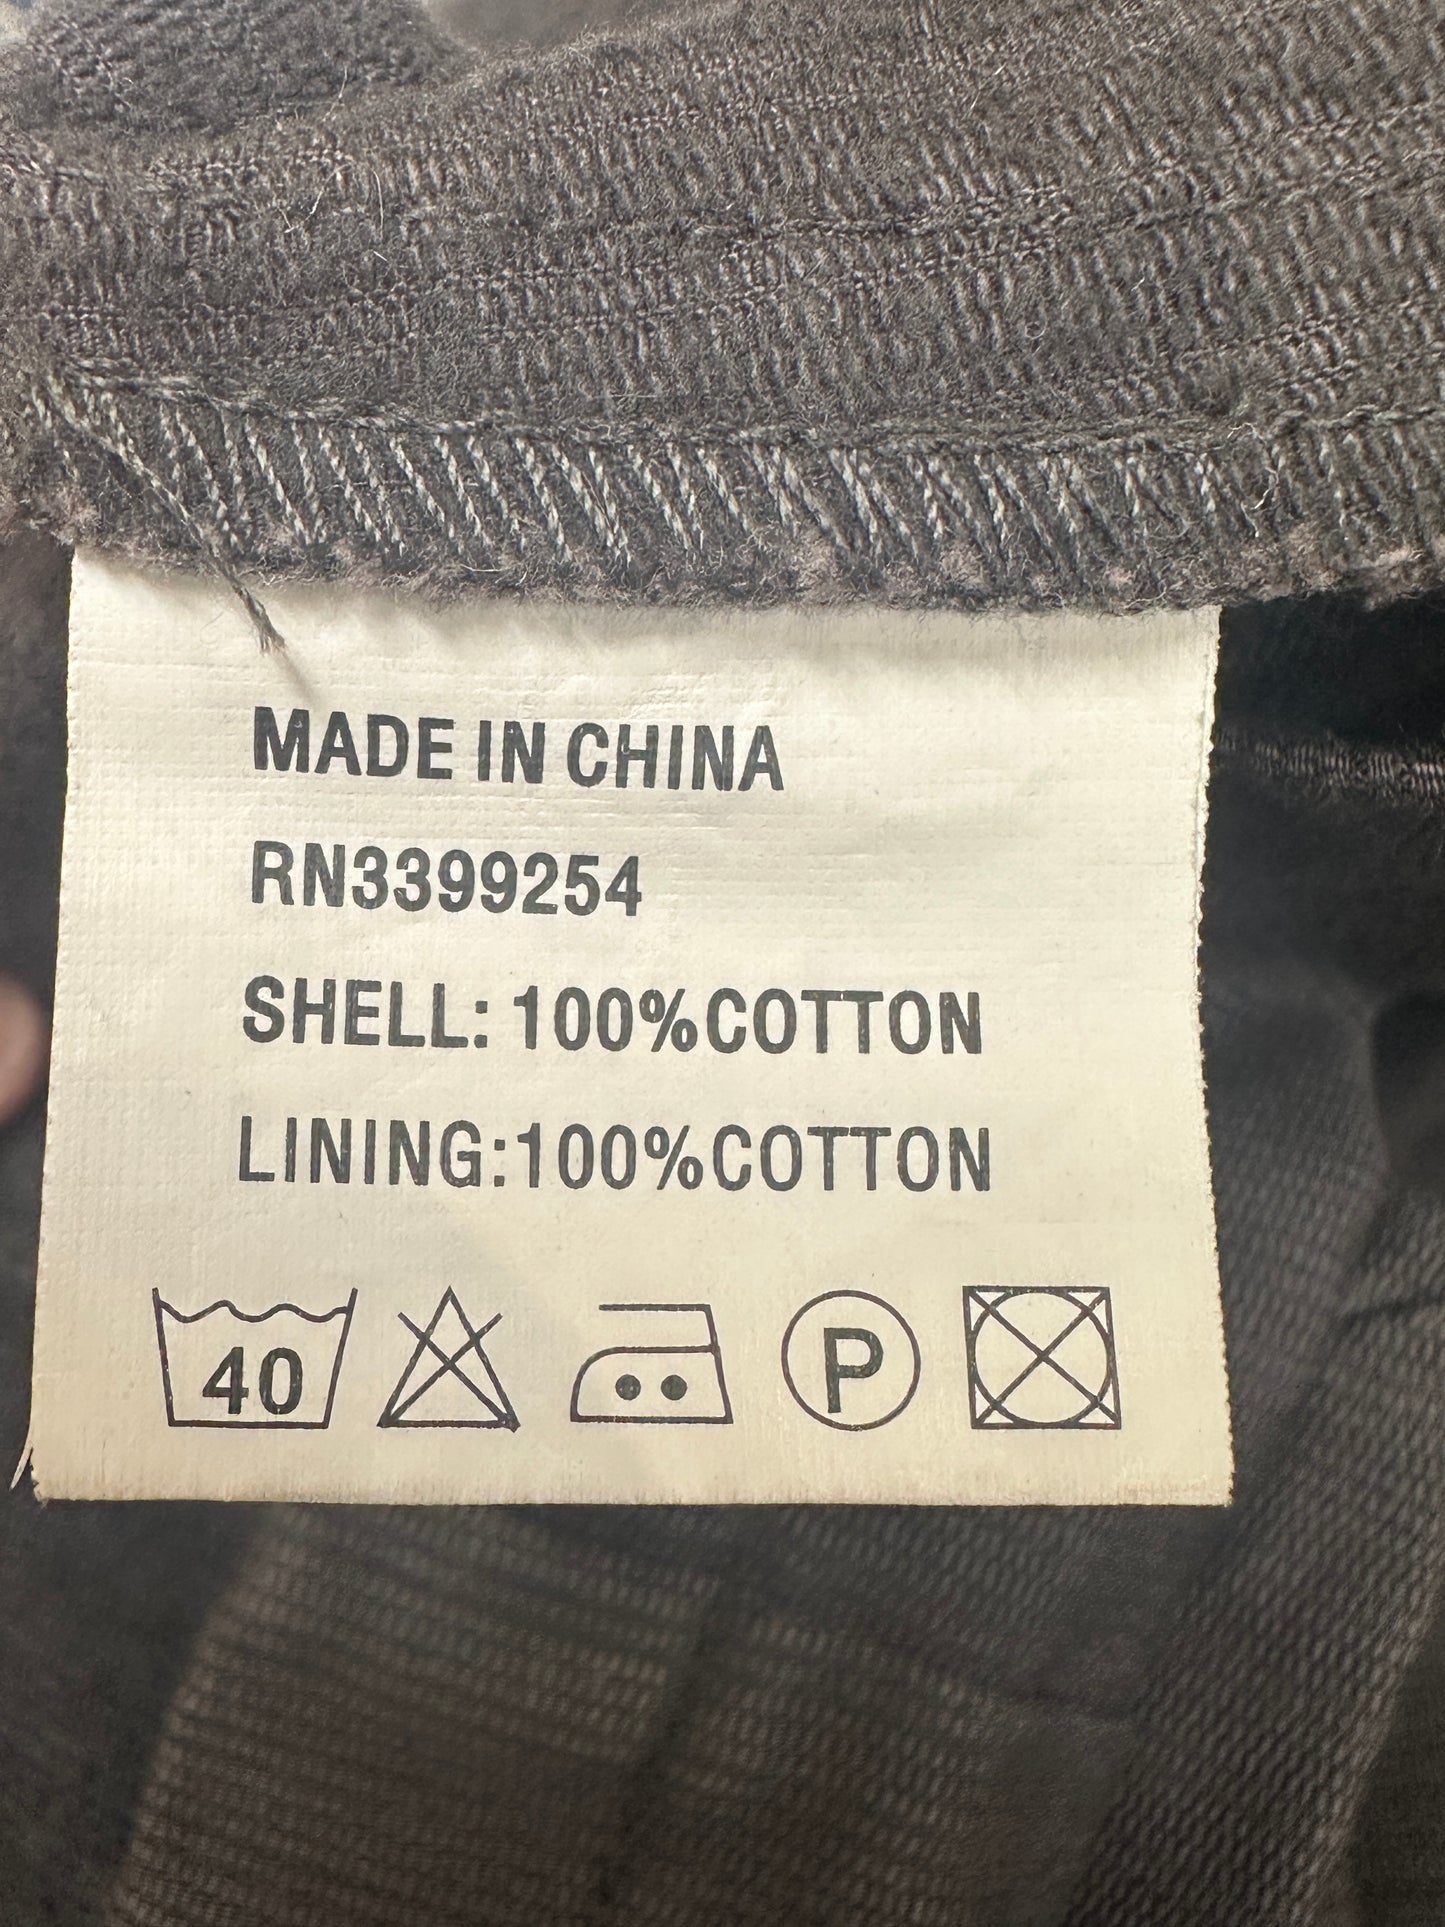 MADE IN CHINA
RN3399254
SHELL: 100%COTTON
LINING:100%COTTON
40 P